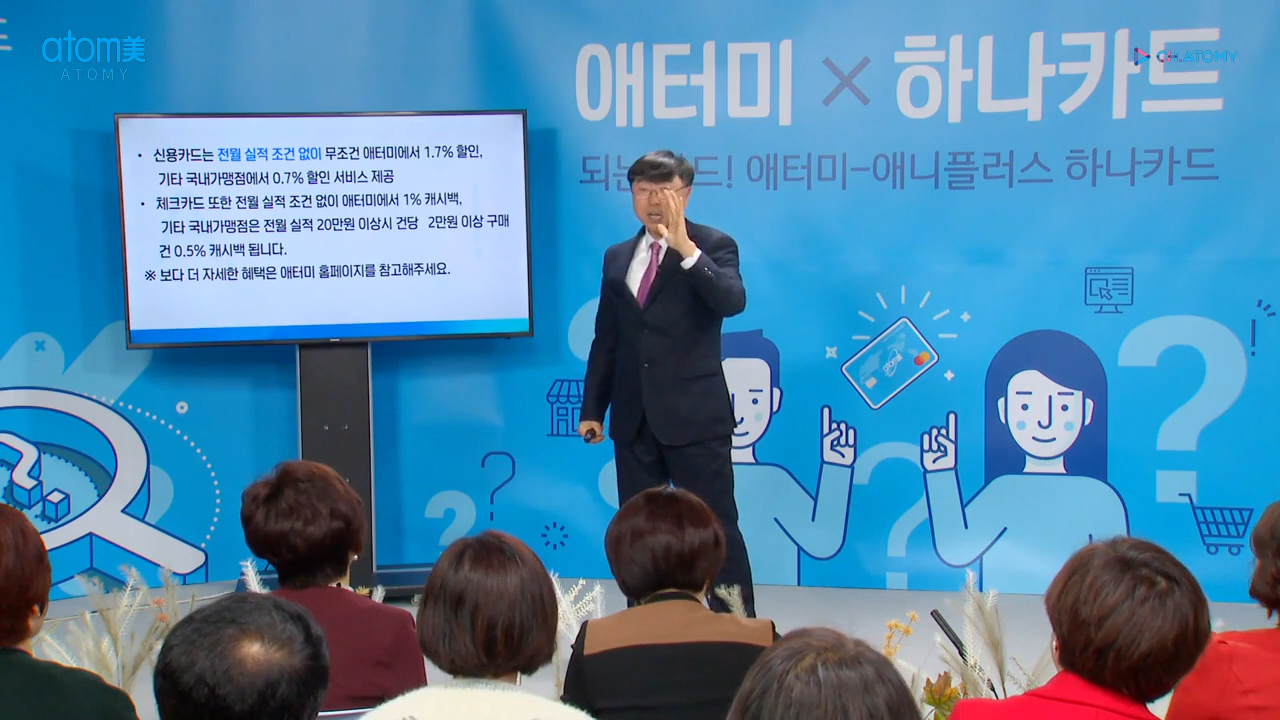 atom美
ATOMY
애터미 × 하나카드
CH.ATOMY
되는 카드! 애터미-애니플러스 하나카드
• 신용카드는 전월 실적 조건 없이 무조건 애터미에서 1.7% 할인,
기타 국내가맹점에서 0.7% 할인 서비스 제공
• 체크카드 또한 전월 실적 조건 없이 애터미에서 1% 캐시백,
기타 국내가맹점은 전월 실적 20만원 이상시 건당 2만원 이상 구매
건 0.5% 캐시백 됩니다.
※ 보다 더 자세한 혜택은 애터미 홈페이지를 참고해주세요.